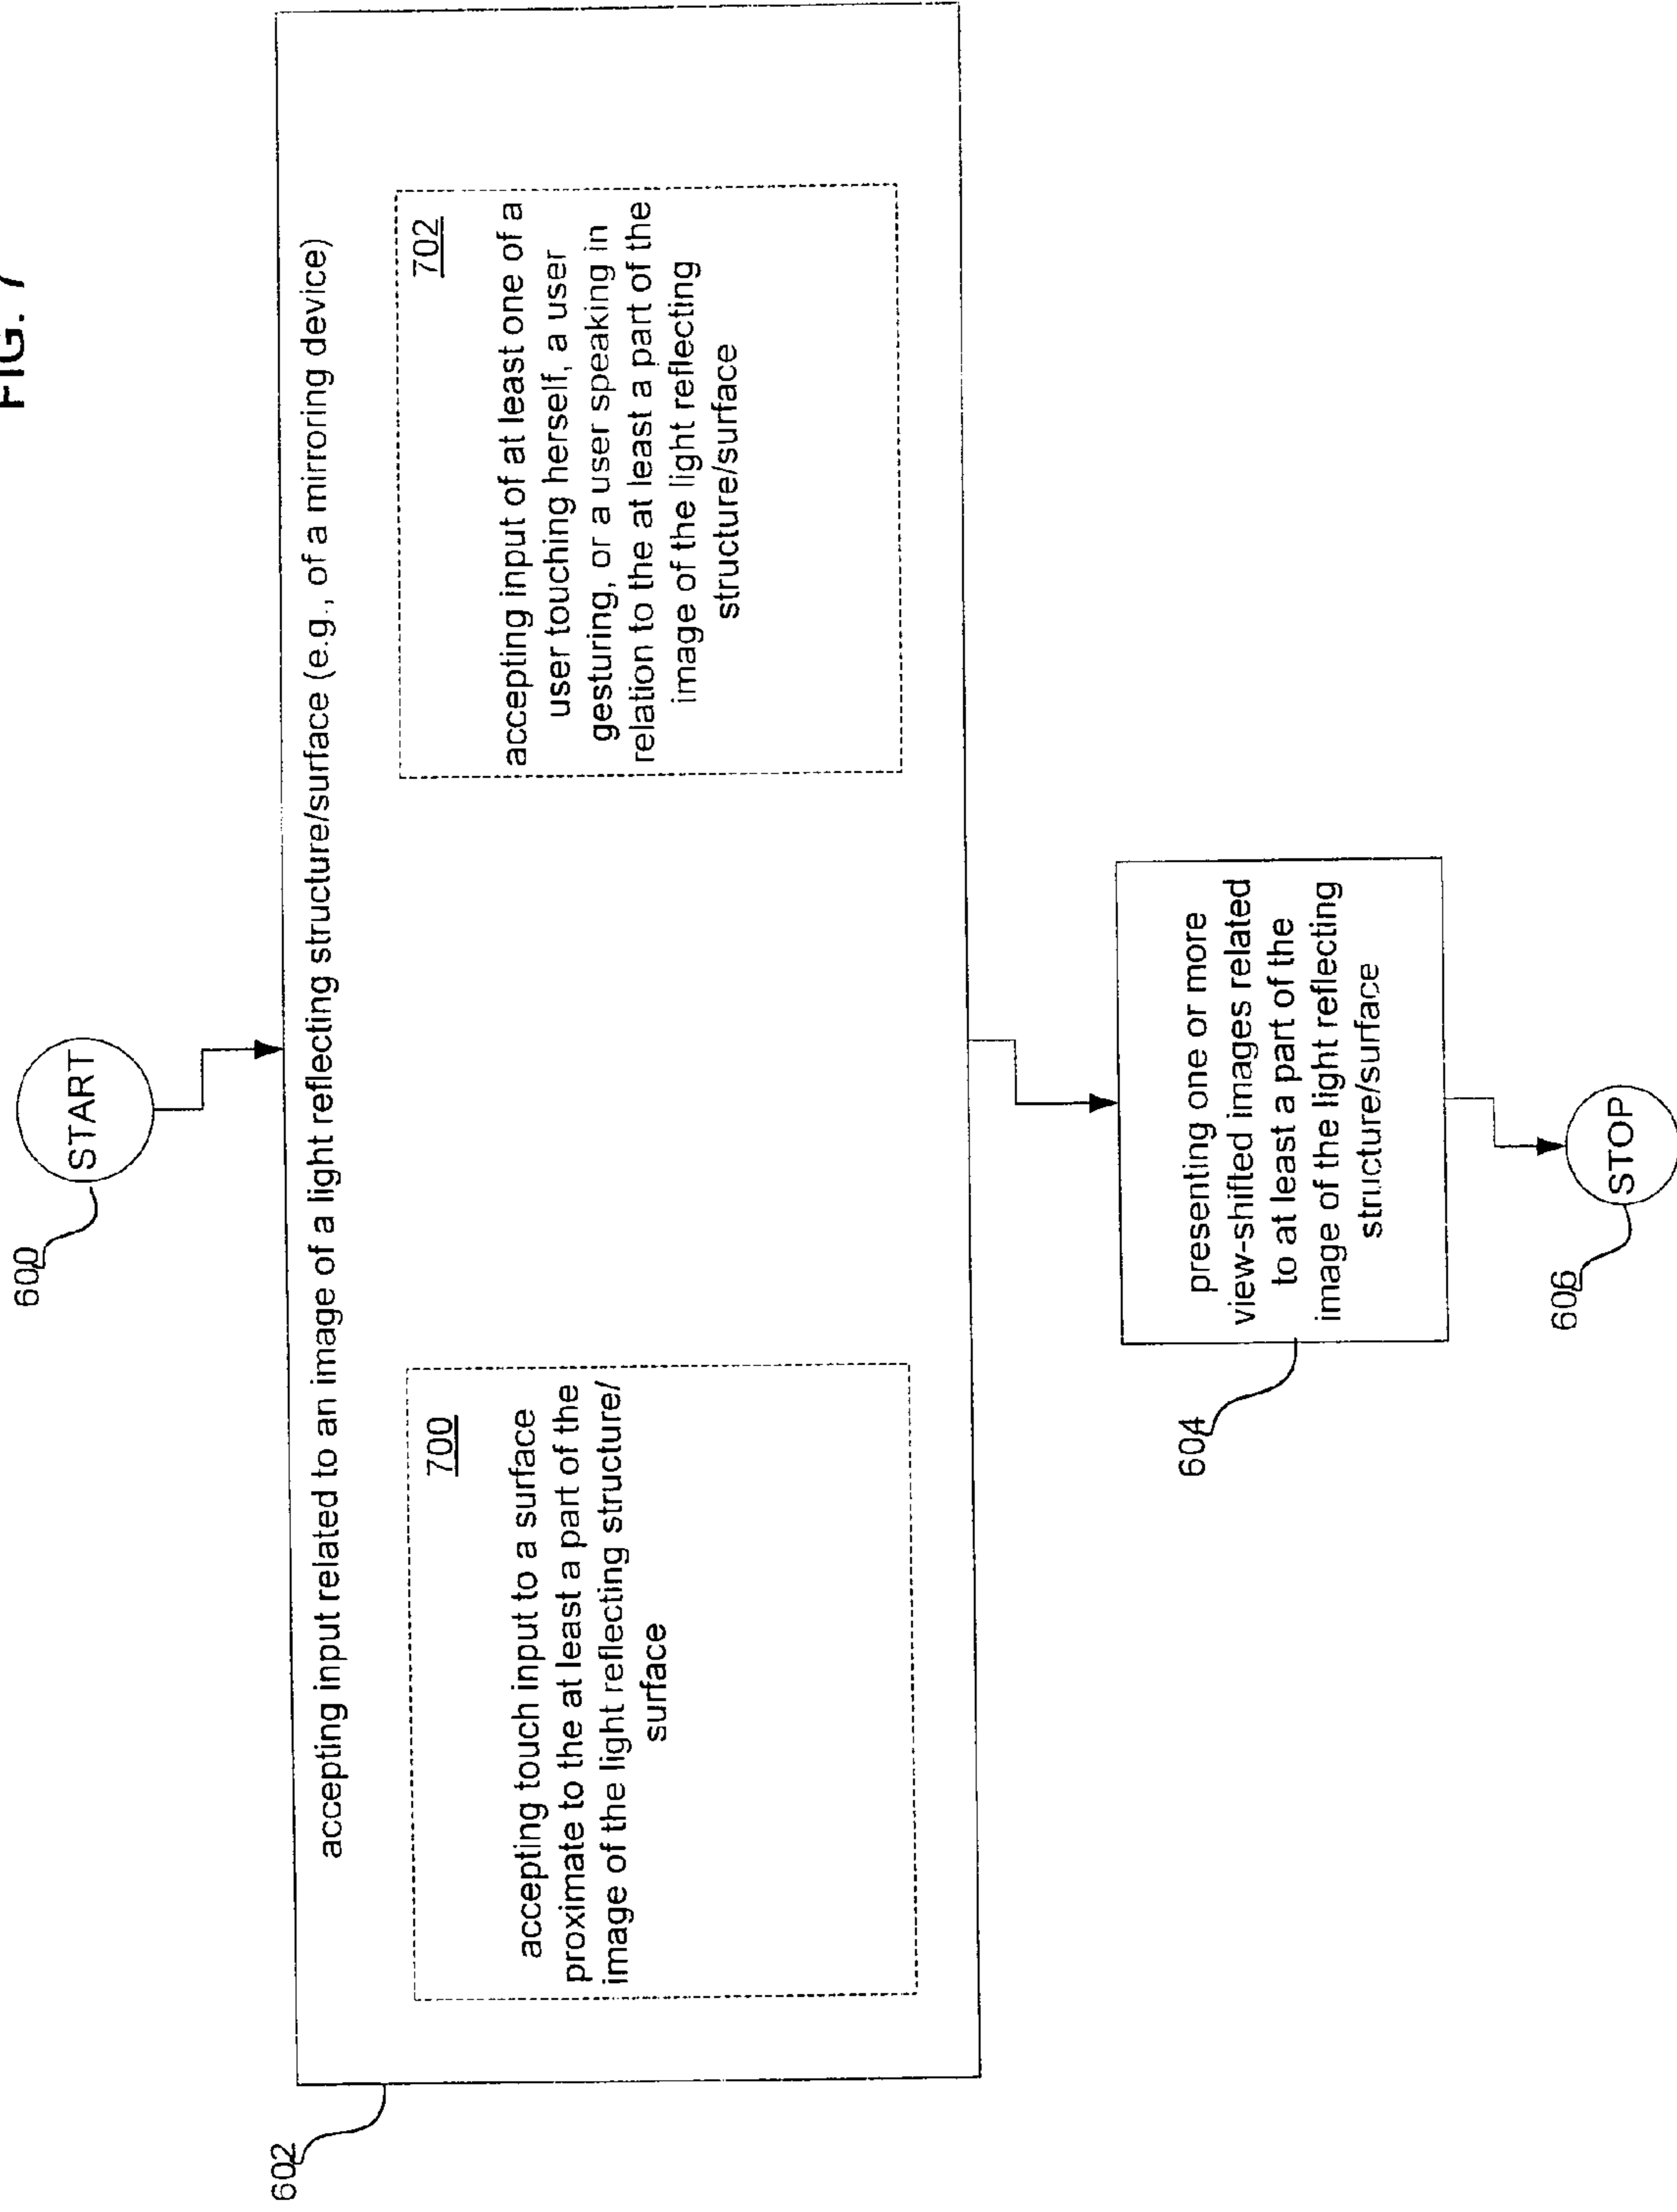 FIG. 7
600
START
602
accepting input related to an image of a light reflecting structure/surface (e.g., of a mirroring device)
700
accepting touch input to a surface
proximate to the at least a part of the
image of the light reflecting structure/
surface
702
accepting input of at least one of a
user touching herself, a user
gesturing, or a user speaking in
relation to the at least a part of the
image of the light reflecting
structure/surface
604
presenting one or more
view-shifted images related
to at least a part of the
image of the light reflecting
structure/surface
606
STOP